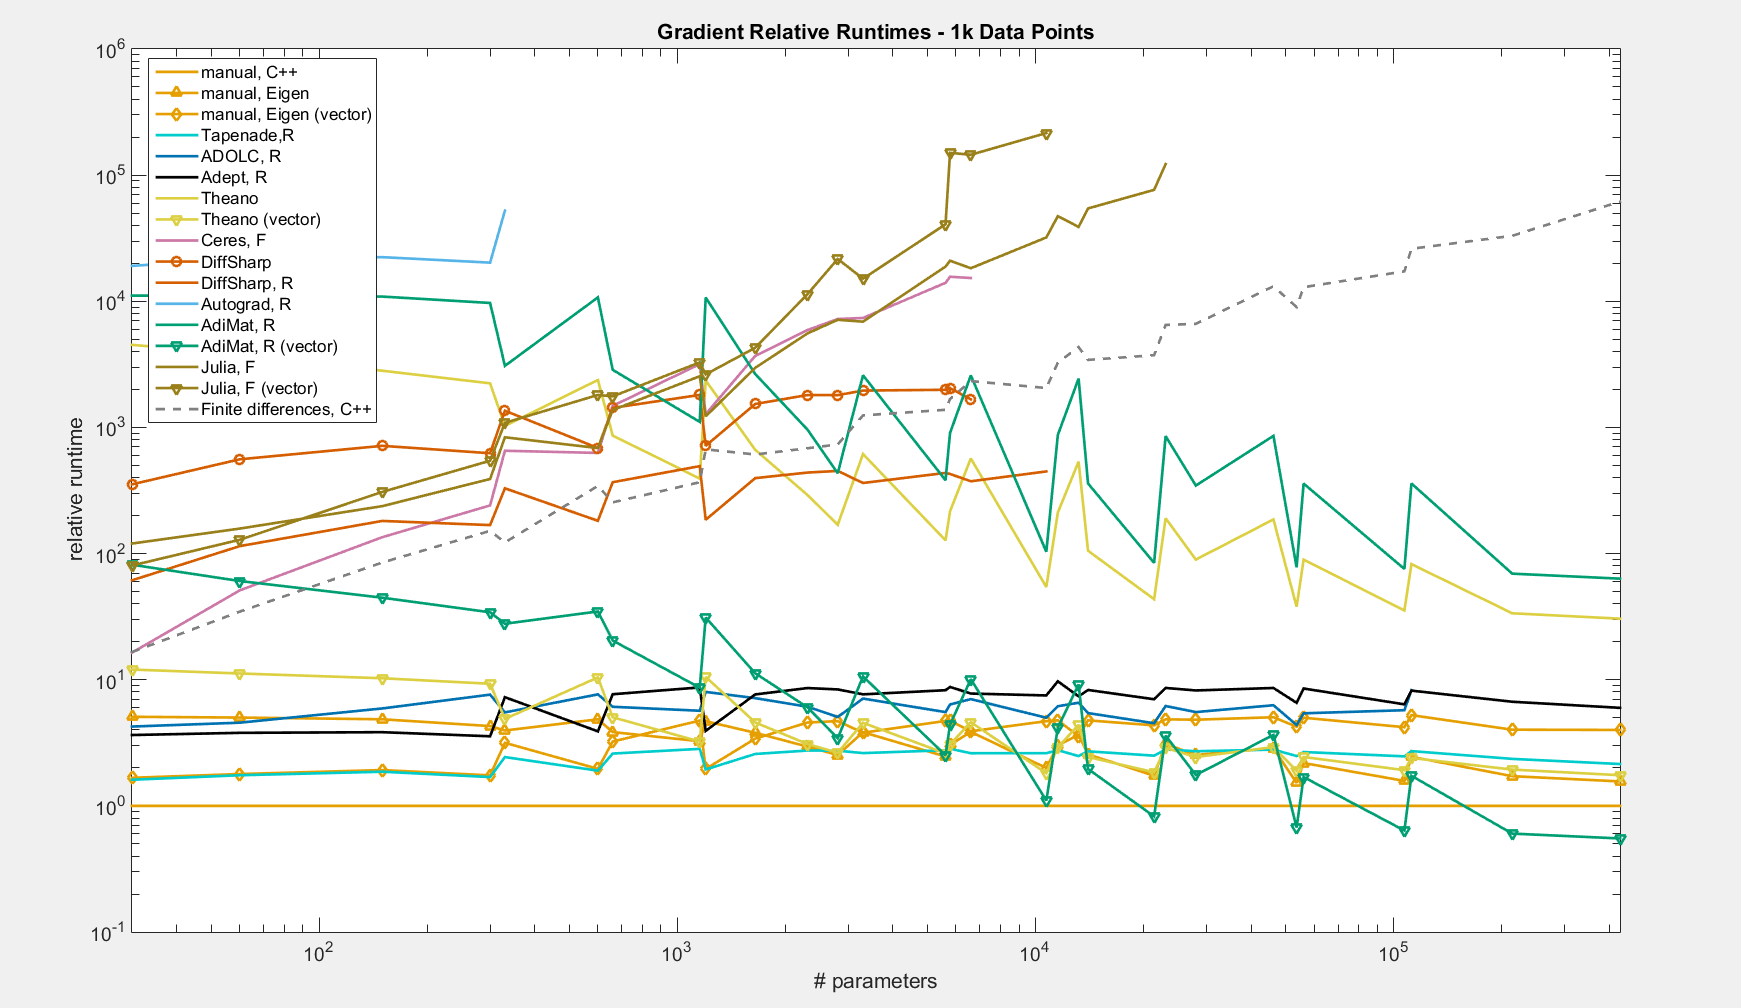 Gradient Relative Runtimes - 1k Data Points
10^6
10^5
10^4
10^3
10^2
10^1
10^0
10^-1
relative runtime
manual, C++
manual, Eigen
manual, Eigen (vector)
Tapenade,R
ADOLC, R
Adept, R
Theano
Theano (vector)
Ceres, F
DiffSharp
DiffSharp, R
Autograd, R
AdiMat, R
AdiMat, R (vector)
Julia, F
Julia, F (vector)
Finite differences, C++
10^2
10^3
10^4
10^5
# parameters